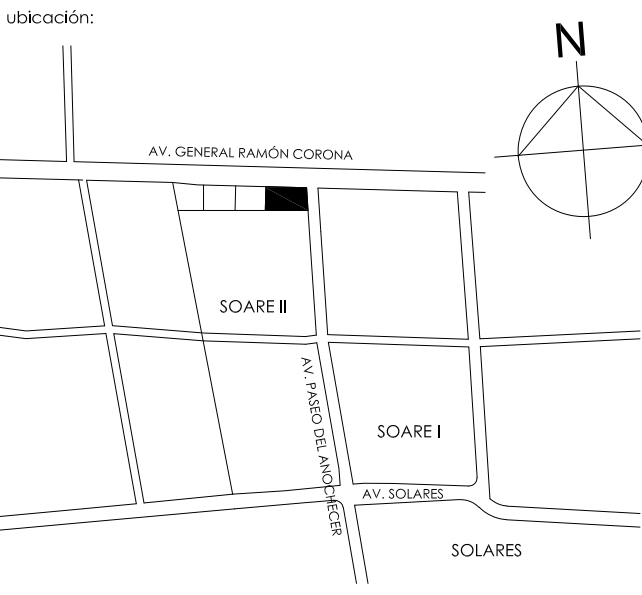 ubicación:
N
AV. GENERAL RAMÓN CORONA
SOARE II
AV. PASEO DEL ANOCHECER
SOARE I
AV. SOLARES
SOLARES